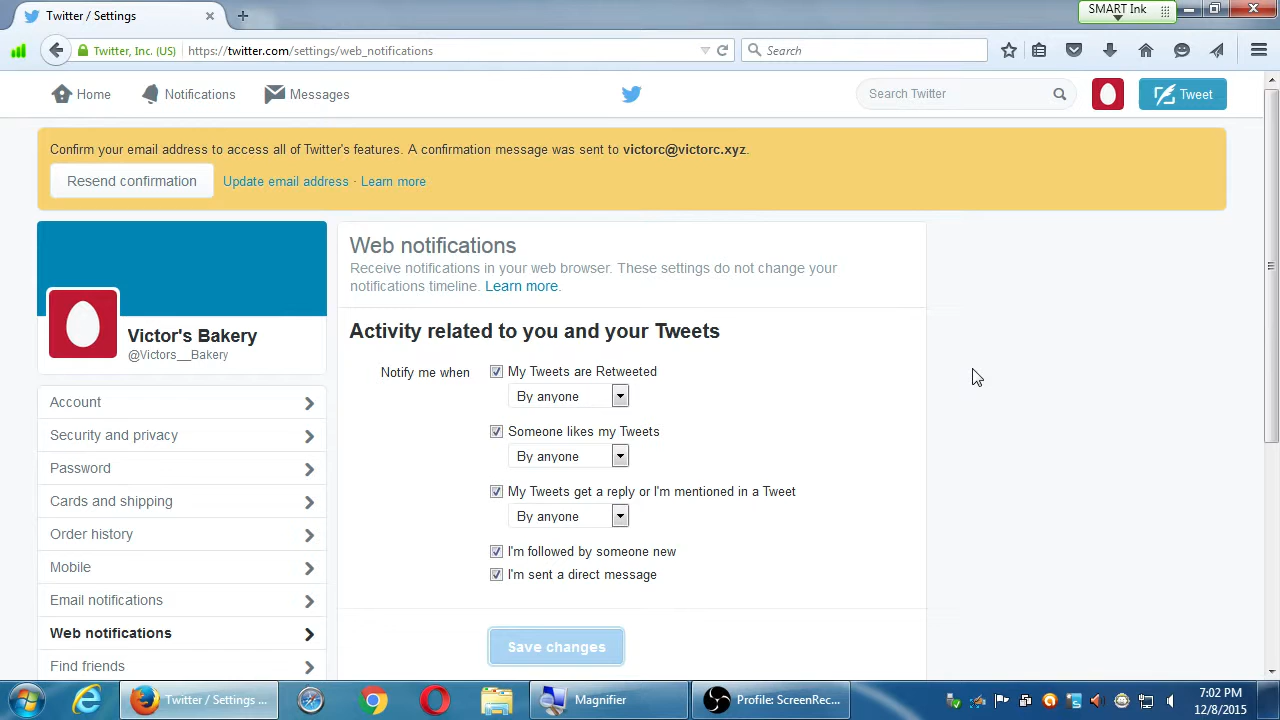 Twitter / Settings
SMART Ink
Twitter, Inc. (US)
https://twitter.com/settings/web_notifications
Search
Home
Notifications
Messages
Search Twitter
Tweet
Confirm your email address to access all of Twitter's features. A confirmation message was sent to victorc@victorc.xyz.
Resend confirmation
Update email address · Learn more
Victor's Bakery
@Victors__Bakery
Account
Security and privacy
Password
Cards and shipping
Order history
Mobile
Email notifications
Web notifications
Find friends
Web notifications
Receive notifications in your web browser. These settings do not change your
notifications timeline. Learn more.
Activity related to you and your Tweets
Notify me when
My Tweets are Retweeted
By anyone
Someone likes my Tweets
By anyone
My Tweets get a reply or I'm mentioned in a Tweet
By anyone
I'm followed by someone new
I'm sent a direct message
Save changes
Twitter / Settings ...
Magnifier
Profile: ScreenRec...
7:02 PM
12/8/2015